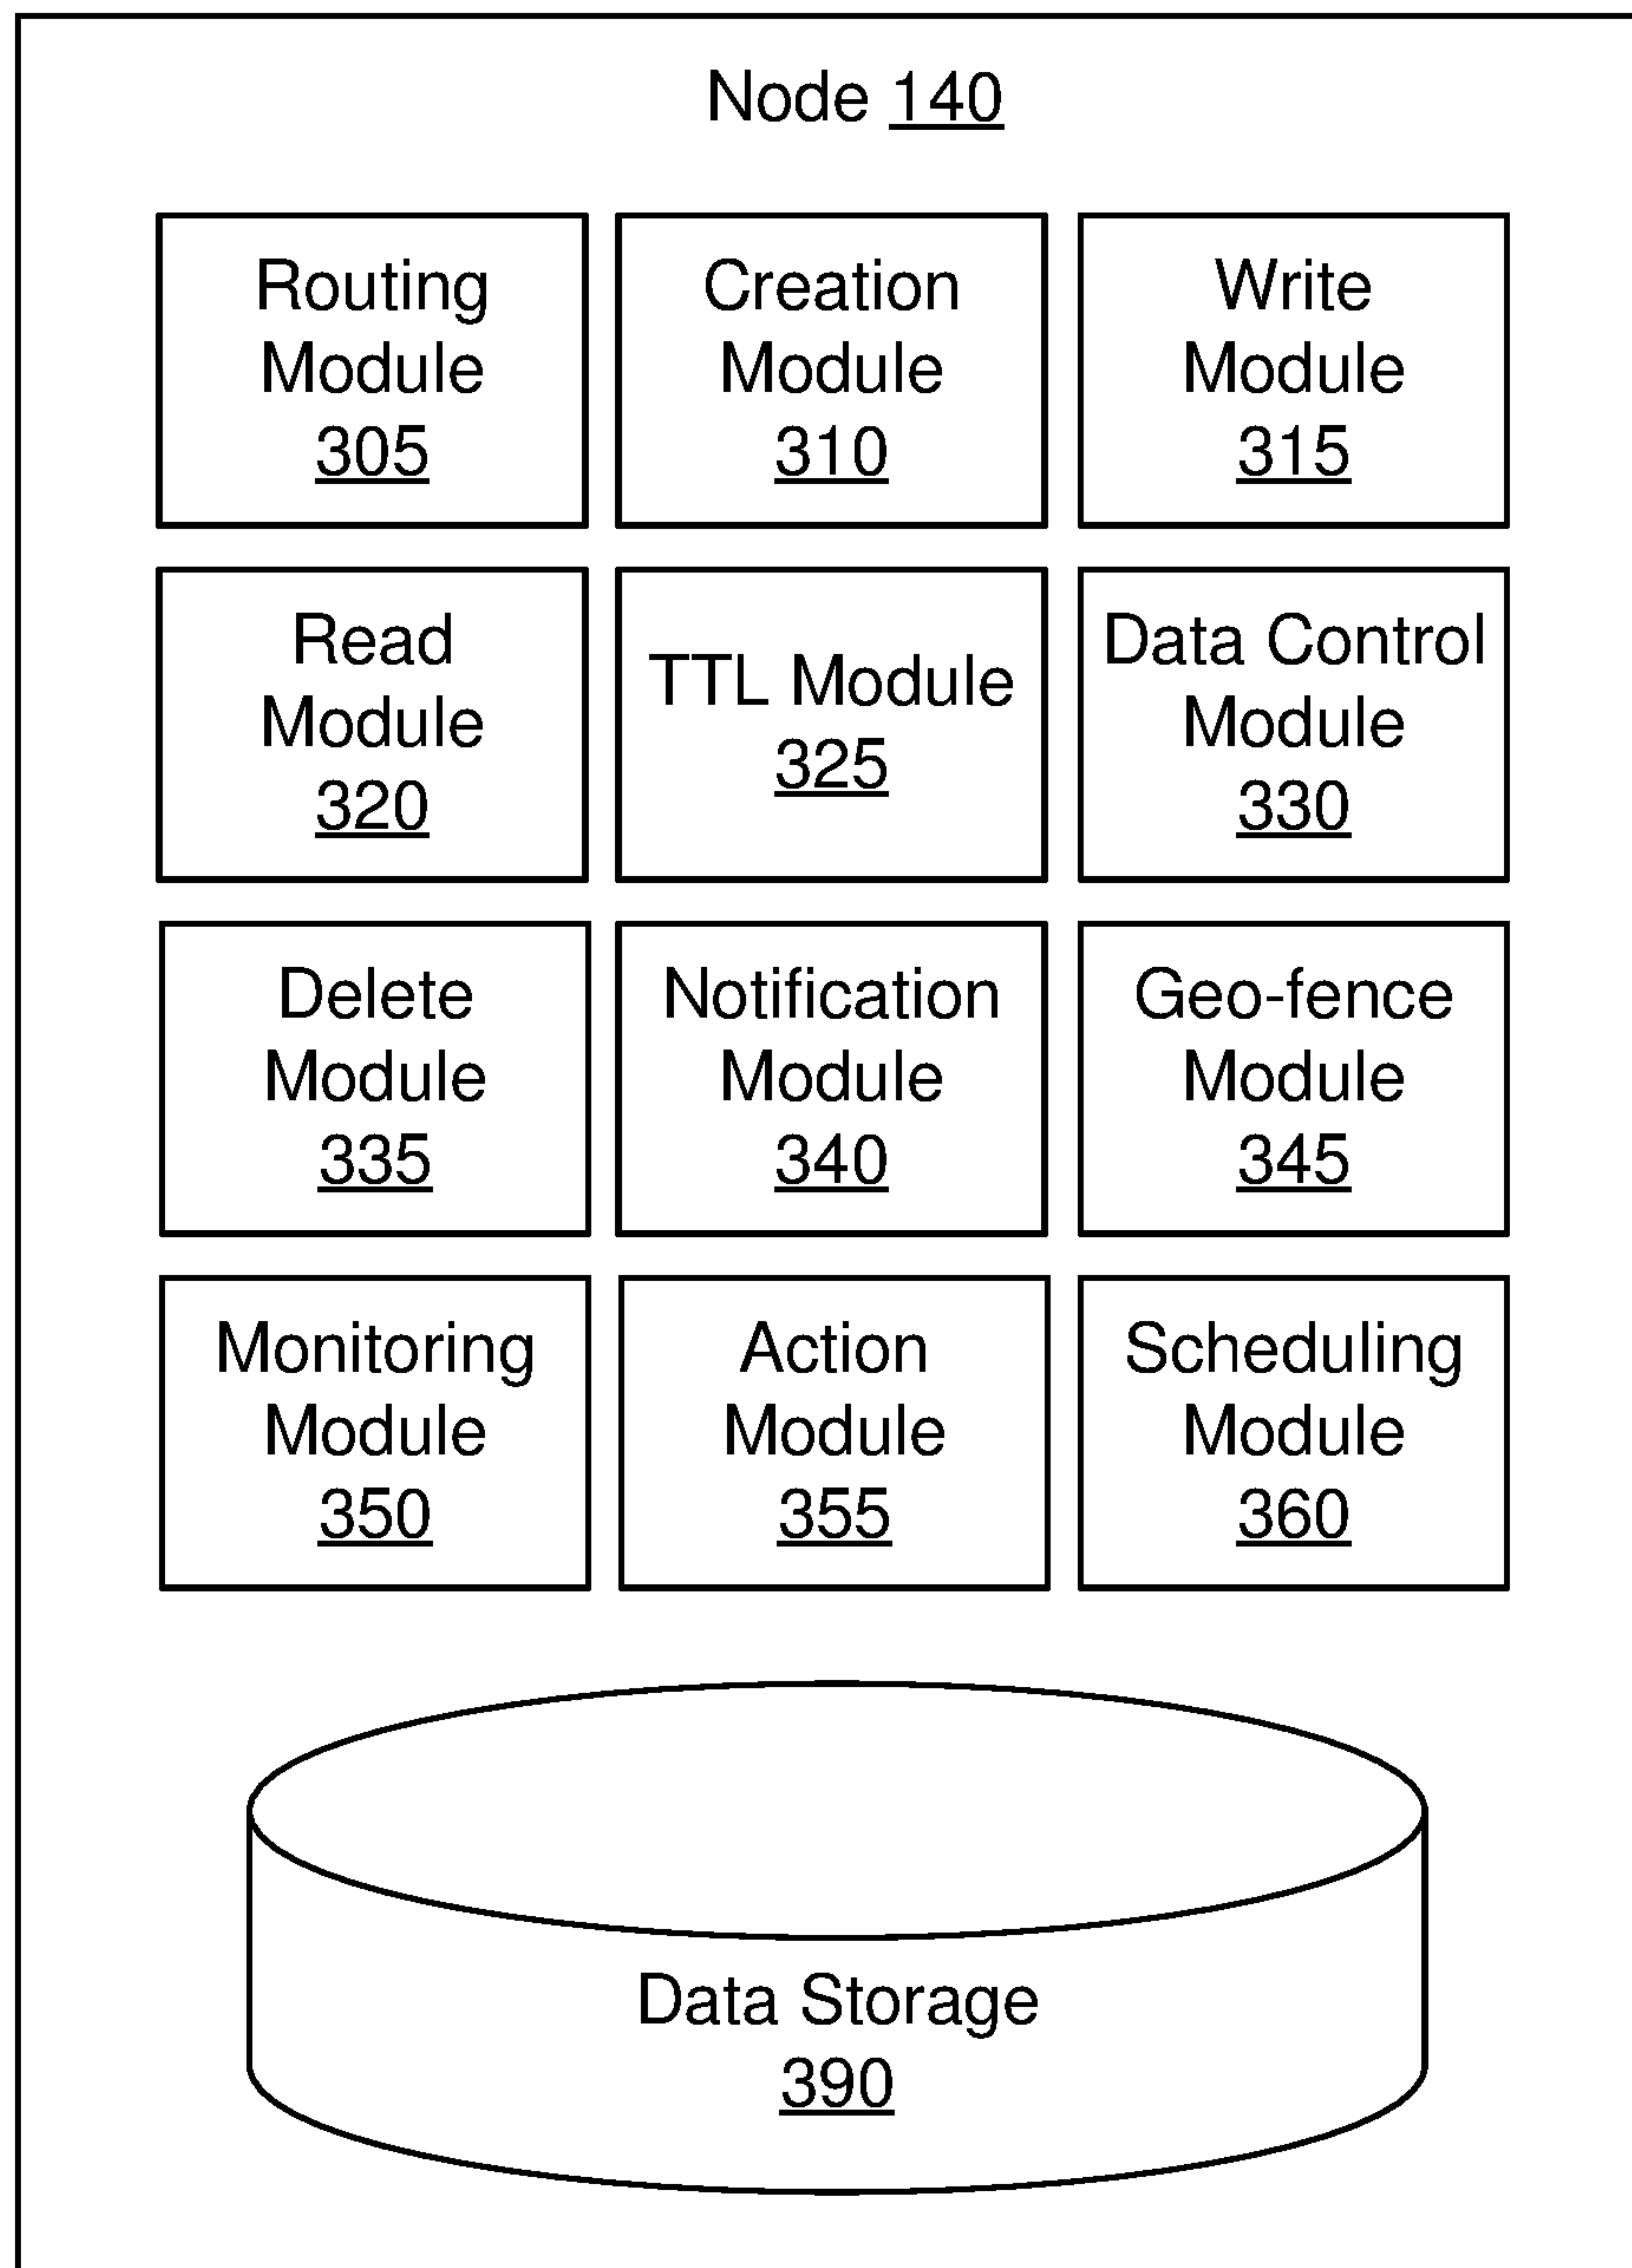 Node 140
Routing
Module
305
Creation
Module
310
Write
Module
315
Read
Module
320
TTL Module
325
Data Control
Module
330
Delete
Module
335
Notification
Module
340
Geo-fence
Module
345
Monitoring
Module
350
Action
Module
355
Scheduling
Module
360
Data Storage
390